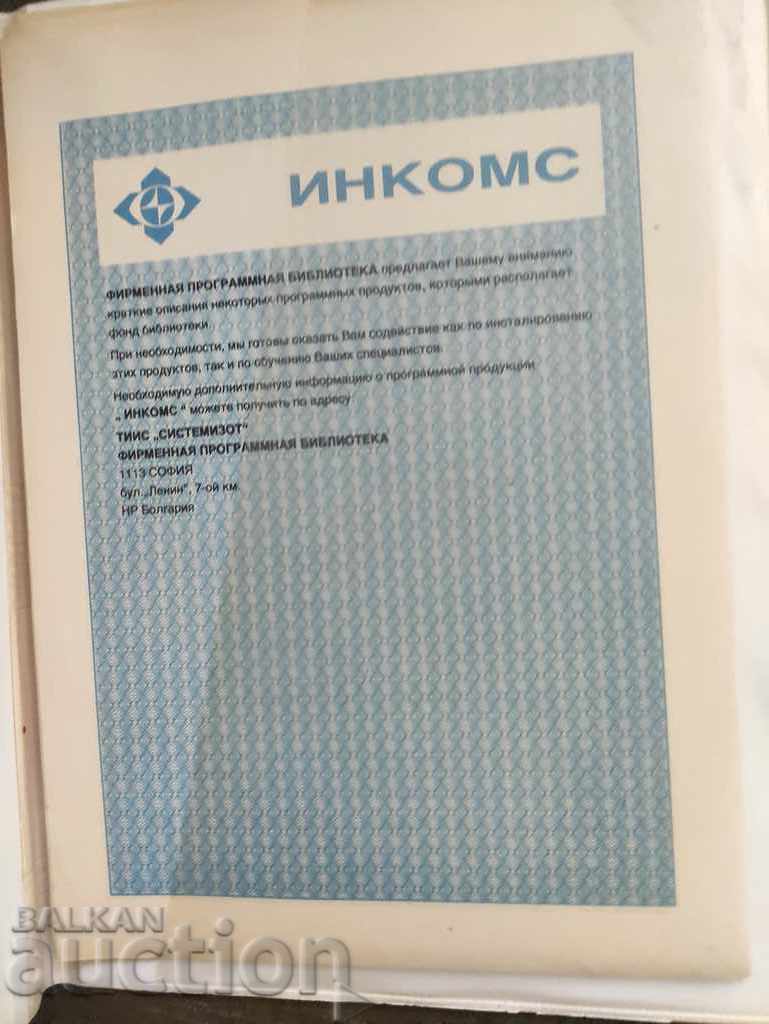 ИНКОМС
ФИРМЕННАЯ ПРОГРАММНАЯ БИБЛИОТЕКА предлагает Вашему вниманию
краткие описания некоторых программных продуктов, которыми располагает
фонд библиотеки.
При необходимости, мы готовы оказать Вам содействие как по инсталированию
этих продуктов, так и по обучению Ваших специалистов.
Необходимую дополнительную информацию о программной продукции
„ ИНКОМС “ можете получить по адресу
ТИИС „СИСТЕМИЗОТ“
ФИРМЕННАЯ ПРОГРАММНАЯ БИБЛИОТЕКА
1113 СОФИЯ
бул. „Ленин“, 7-ой км.
НР Болгария
BALKAN
auction